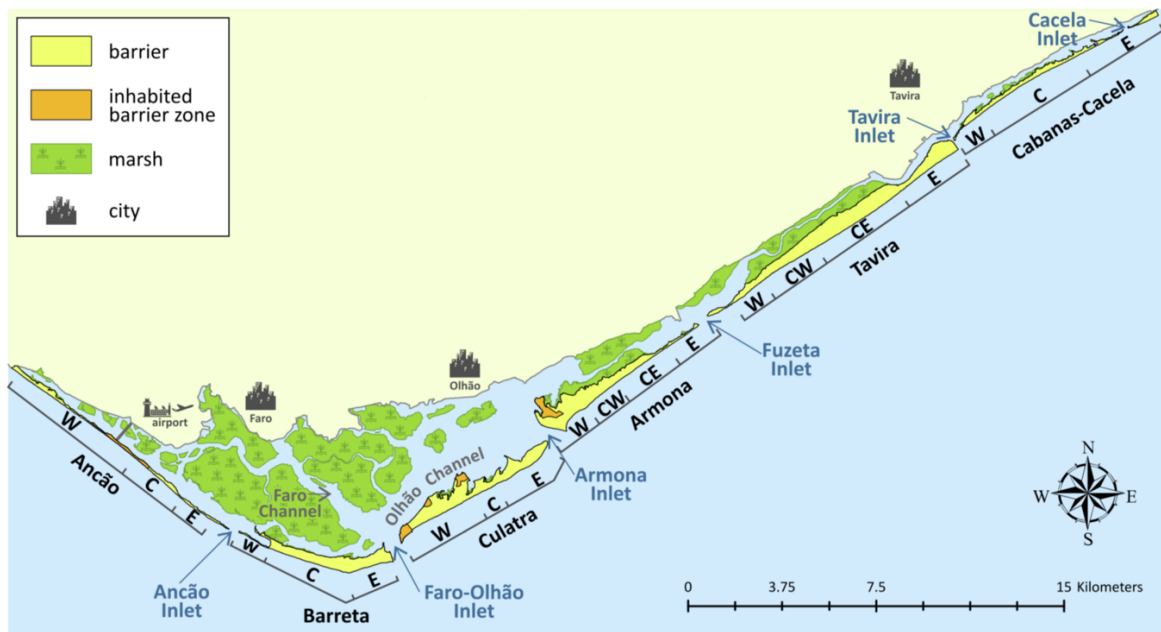 barrier
inhabited
barrier zone
marsh
city
Cacela
Inlet
E
C
W
Cabanas-Cacela
Tavira
Tavira
Inlet
E
CE
CW
W
Tavira
Fuzeta
Inlet
E
CE
CW
W
Armona
Olhão
Faro
airport
W
C
E
Ancão
Faro
Channel
Olhão Channel
Armona
Inlet
W
C
E
Culatra
W
C
E
Barreta
Ancão
Inlet
Faro-Olhão
Inlet
N
W
E
S
0
3.75
7.5
15
Kilometers